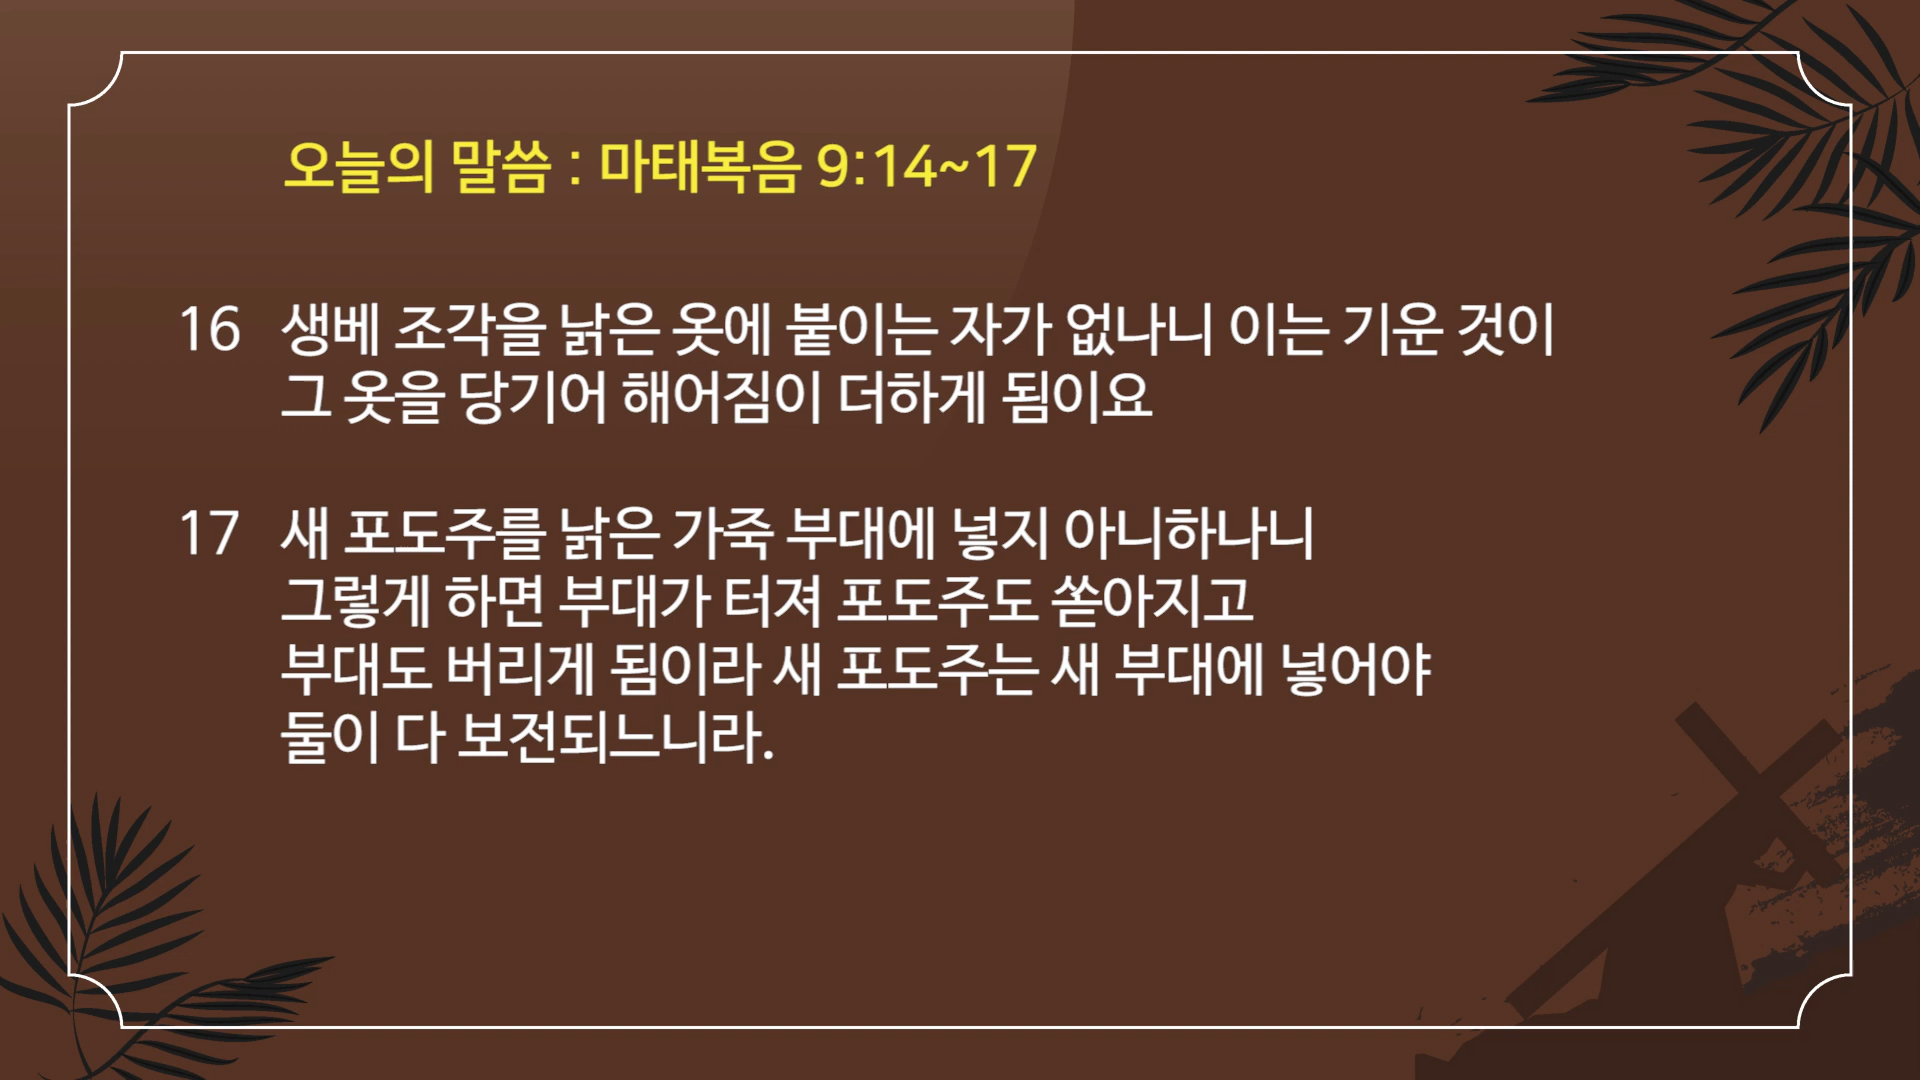 오늘의 말씀 : 마태복음 9:14~17
16 생베 조각을 낡은 옷에 붙이는 자가 없나니 이는 기운 것이
그 옷을 당기어 해어짐이 더하게 됨이요
17 새 포도주를 낡은 가죽 부대에 넣지 아니하나니
그렇게 하면 부대가 터져 포도주도 쏟아지고
부대도 버리게 됨이라 새 포도주는 새 부대에 넣어야
둘이 다 보전되느니라.